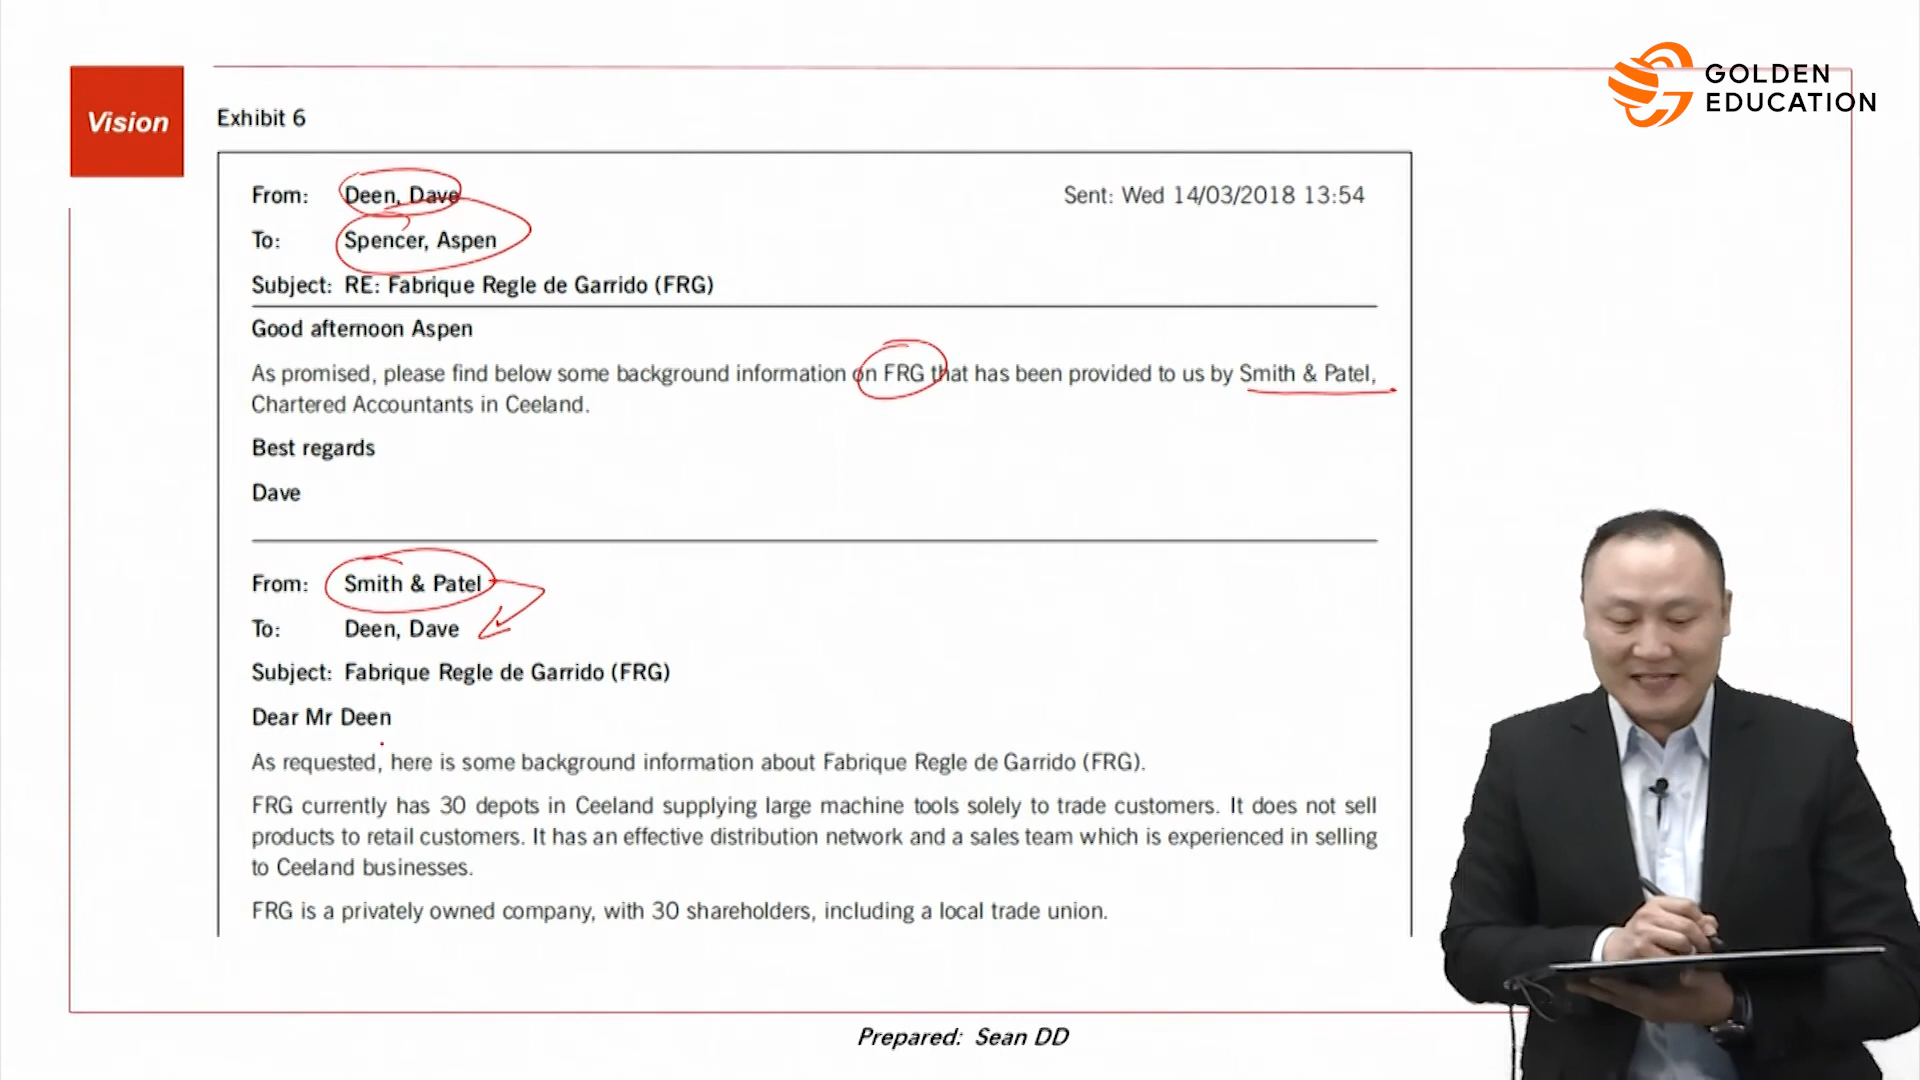 GOLDEN
EDUCATION
Vision
Exhibit 6
From: Deen, Dave Sent: Wed 14/03/2018 13:54
To: Spencer, Aspen
Subject: RE: Fabrique Regle de Garrido (FRG)
Good afternoon Aspen
As promised, please find below some background information on FRG that has been provided to us by Smith & Patel,
Chartered Accountants in Ceeland.
Best regards
Dave
From: Smith & Patel
To: Deen, Dave
Subject: Fabrique Regle de Garrido (FRG)
Dear Mr Deen
As requested, here is some background information about Fabrique Regle de Garrido (FRG).
FRG currently has 30 depots in Ceeland supplying large machine tools solely to trade customers. It does not sell
products to retail customers. It has an effective distribution network and a sales team which is experienced in selling
to Ceeland businesses.
FRG is a privately owned company, with 30 shareholders, including a local trade union.
Prepared: Sean DD